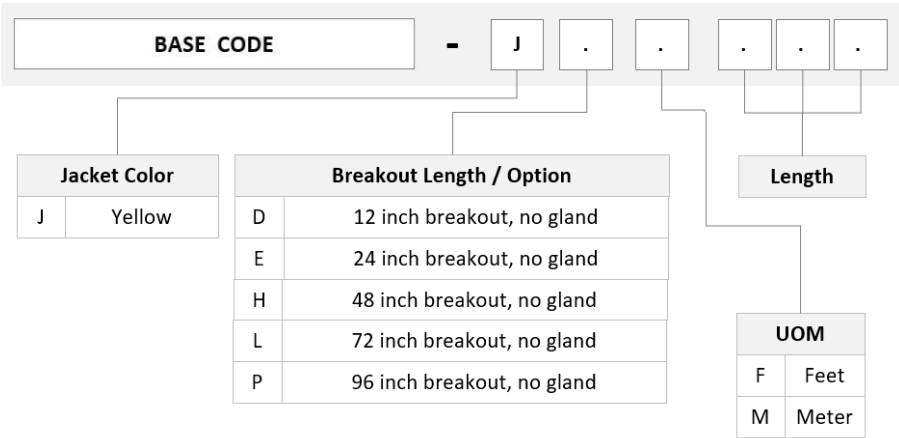 BASE CODE - J . . . . .
Jacket Color
J Yellow
Breakout Length / Option
D 12 inch breakout, no gland
E 24 inch breakout, no gland
H 48 inch breakout, no gland
L 72 inch breakout, no gland
P 96 inch breakout, no gland
Length
UOM
F Feet
M Meter